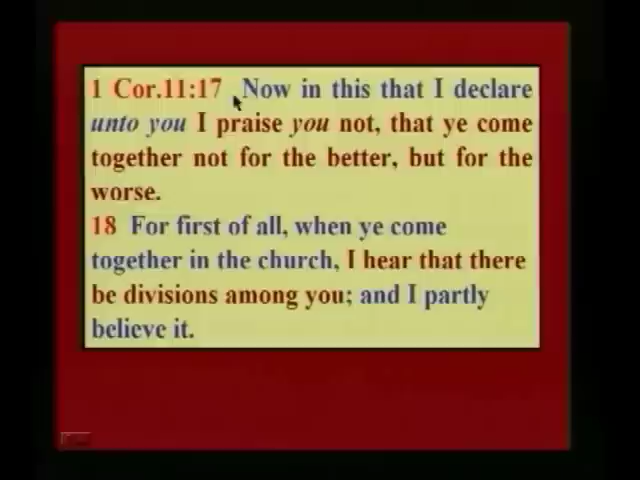 1 Cor.11:17 Now in this that I declare
unto you I praise you not, that ye come
together not for the better, but for the
worse.
18 For first of all, when ye come
together in the church, I hear that there
be divisions among you; and I partly
believe it.